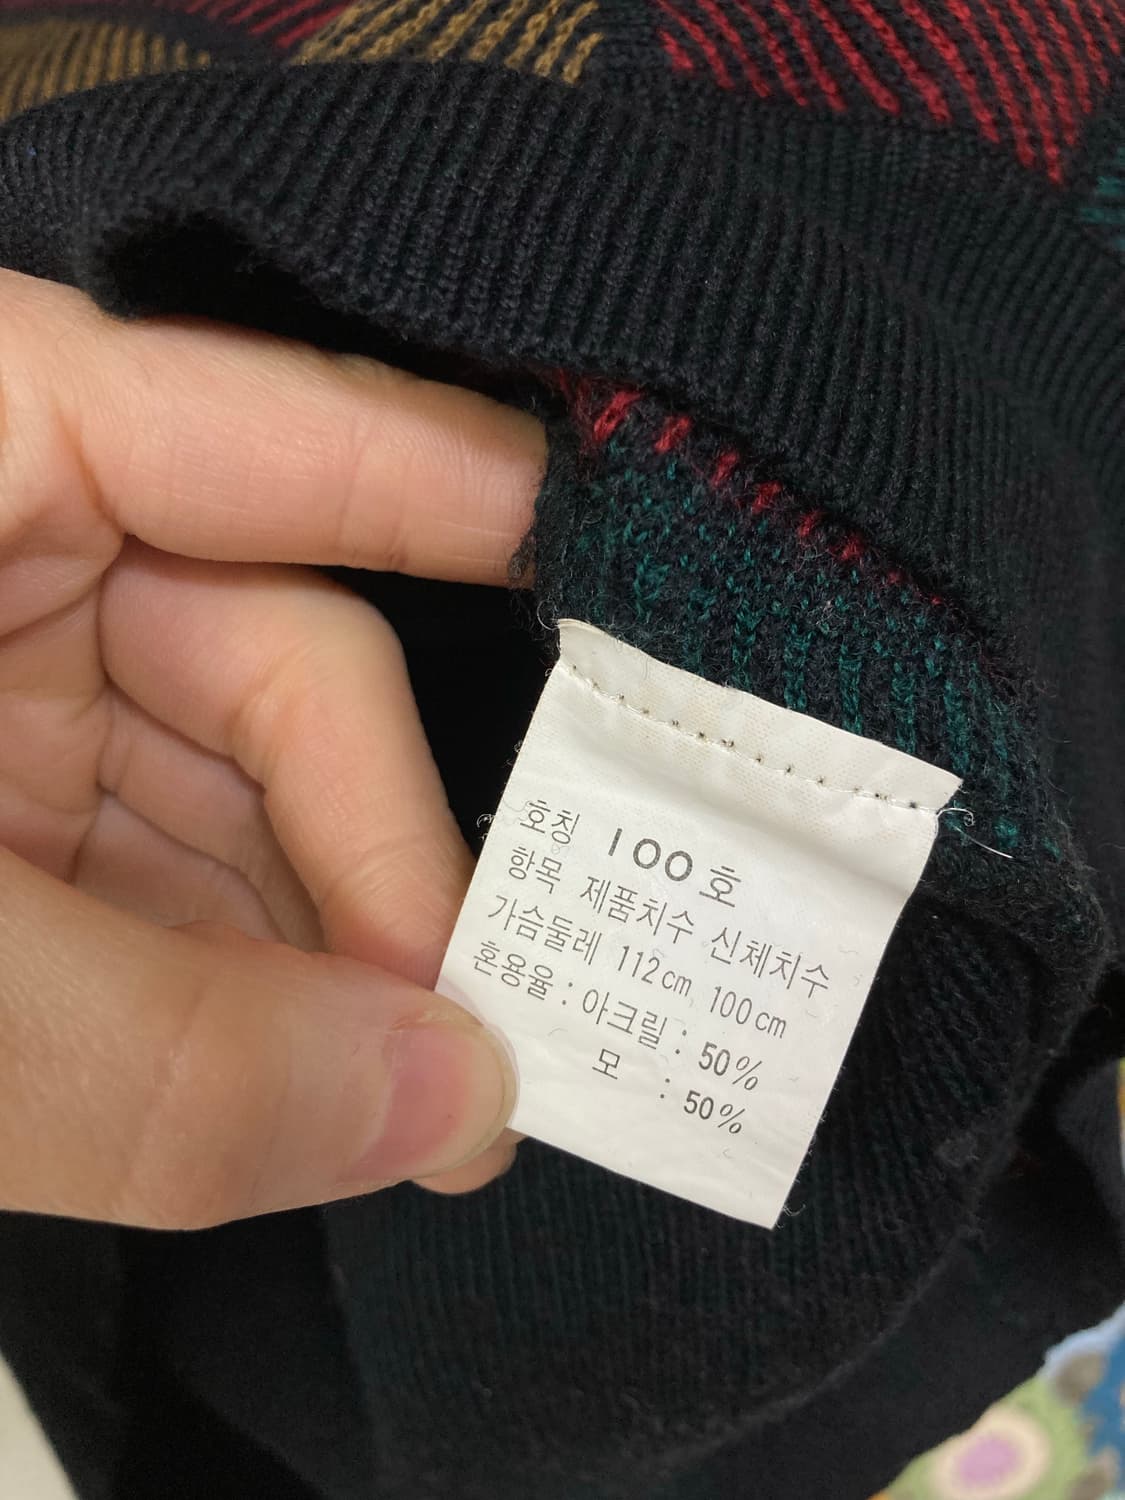 호칭 100호
항목 제품치수 신체치수
가슴둘레 112cm 100cm
혼용율 : 아크릴 : 50%
모 : 50%